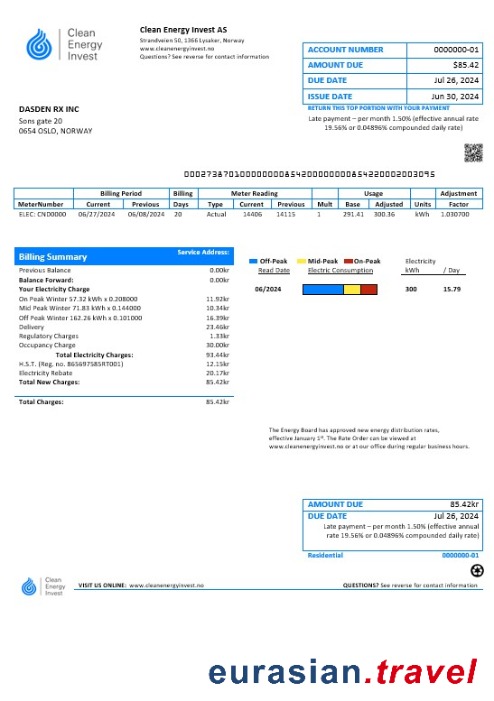 Clean
Energy
Invest
Clean Energy Invest AS
Strandveien 50, 1366 Lysaker, Norway
www.cleanenergyinvest.no
Questions? See reverse for contact information
ACCOUNT NUMBER 0000000-01
AMOUNT DUE $85.42
DUE DATE Jul 26, 2024
ISSUE DATE Jun 30, 2024
RETURN THIS TOP PORTION WITH YOUR PAYMENT
Late payment – per month 1.50% (effective annual rate
19.56% or 0.04896% compounded daily rate)
DASDEN RX INC
Sons gate 20
0654 OSLO, NORWAY
Billing Period Billing Meter Reading Usage Adjustment
MeterNumber Current Previous Days Type Current Previous Mult Base Adjusted Units Factor
ELEC: CND0000 06/27/2024 06/08/2024 20 Actual 14406 14115 1 291.41 300.36 kWh 1.030700
Billing Summary Service Address:
Previous Balance 0.00kr
Balance Forward: 0.00kr
Your Electricity Charge
On Peak Winter 57.32 kWh x 0.208000 11.92kr
Mid Peak Winter 71.83 kWh x 0.144000 10.34kr
Off Peak Winter 162.26 kWh x 0.101000 16.39kr
Delivery 23.46kr
Regulatory Charges 1.33kr
Occupancy Charge 30.00kr
Total Electricity Charges: 93.44kr
H.S.T. (Reg. no. 865697585RT001) 12.15kr
Electricity Rebate 20.17kr
Total New Charges: 85.42kr
Total Charges: 85.42kr
Off-Peak Mid-Peak On-Peak Electricity
Read Date Electric Consumption kWh / Day
06/2024 300 15.79
The Energy Board has approved new energy distribution rates,
effective January 1st. The Rate Order can be viewed at
www.cleanenergyinvest.no or at our office during regular business hours.
AMOUNT DUE 85.42kr
DUE DATE Jul 26, 2024
Late payment – per month 1.50% (effective annual
rate 19.56% or 0.04896% compounded daily rate)
Residential 0000000-01
Clean
Energy
Invest
VISIT US ONLINE: www.cleanenergyinvest.no QUESTIONS? See reverse for contact information
eurasian.travel